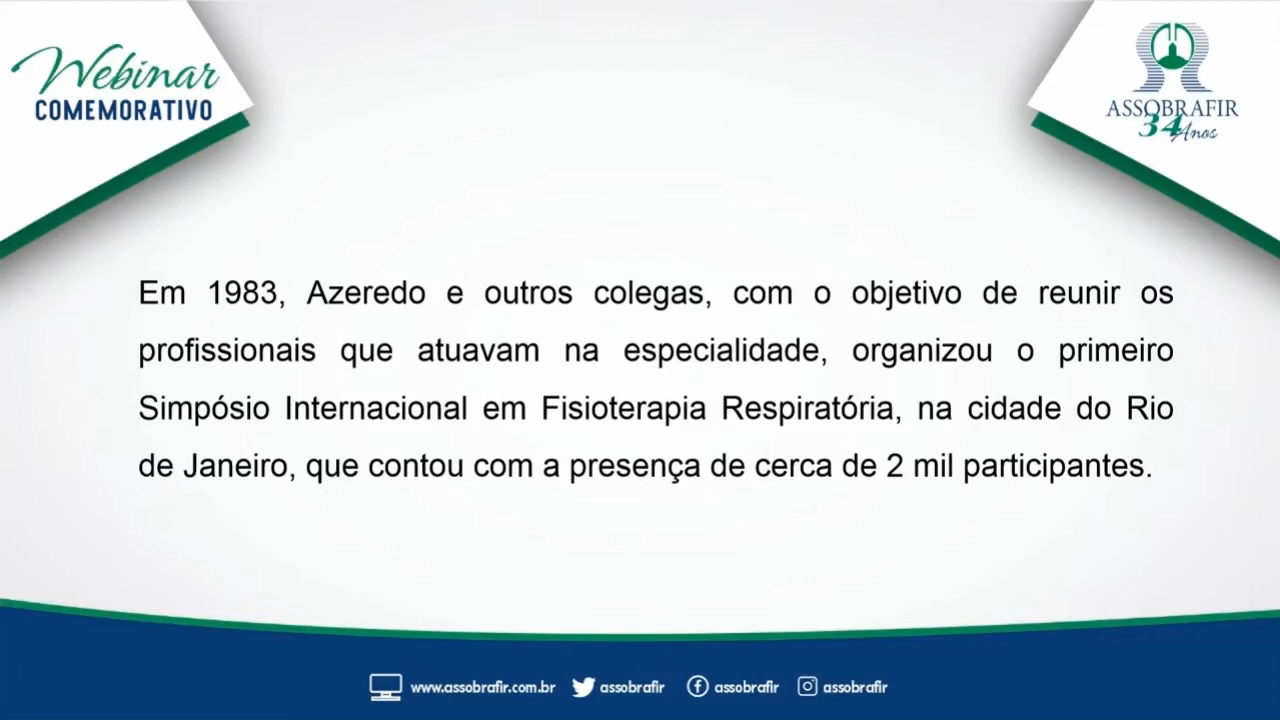 Webinar
COMEMORATIVO
ASSOBRAFIR
34 Anos
Em 1983, Azeredo e outros colegas, com o objetivo de reunir os
profissionais que atuavam na especialidade, organizou o primeiro
Simpósio Internacional em Fisioterapia Respiratória, na cidade do Rio
de Janeiro, que contou com a presença de cerca de 2 mil participantes.
www.assobrafir.com.br assobrafir assobrafir assobrafir